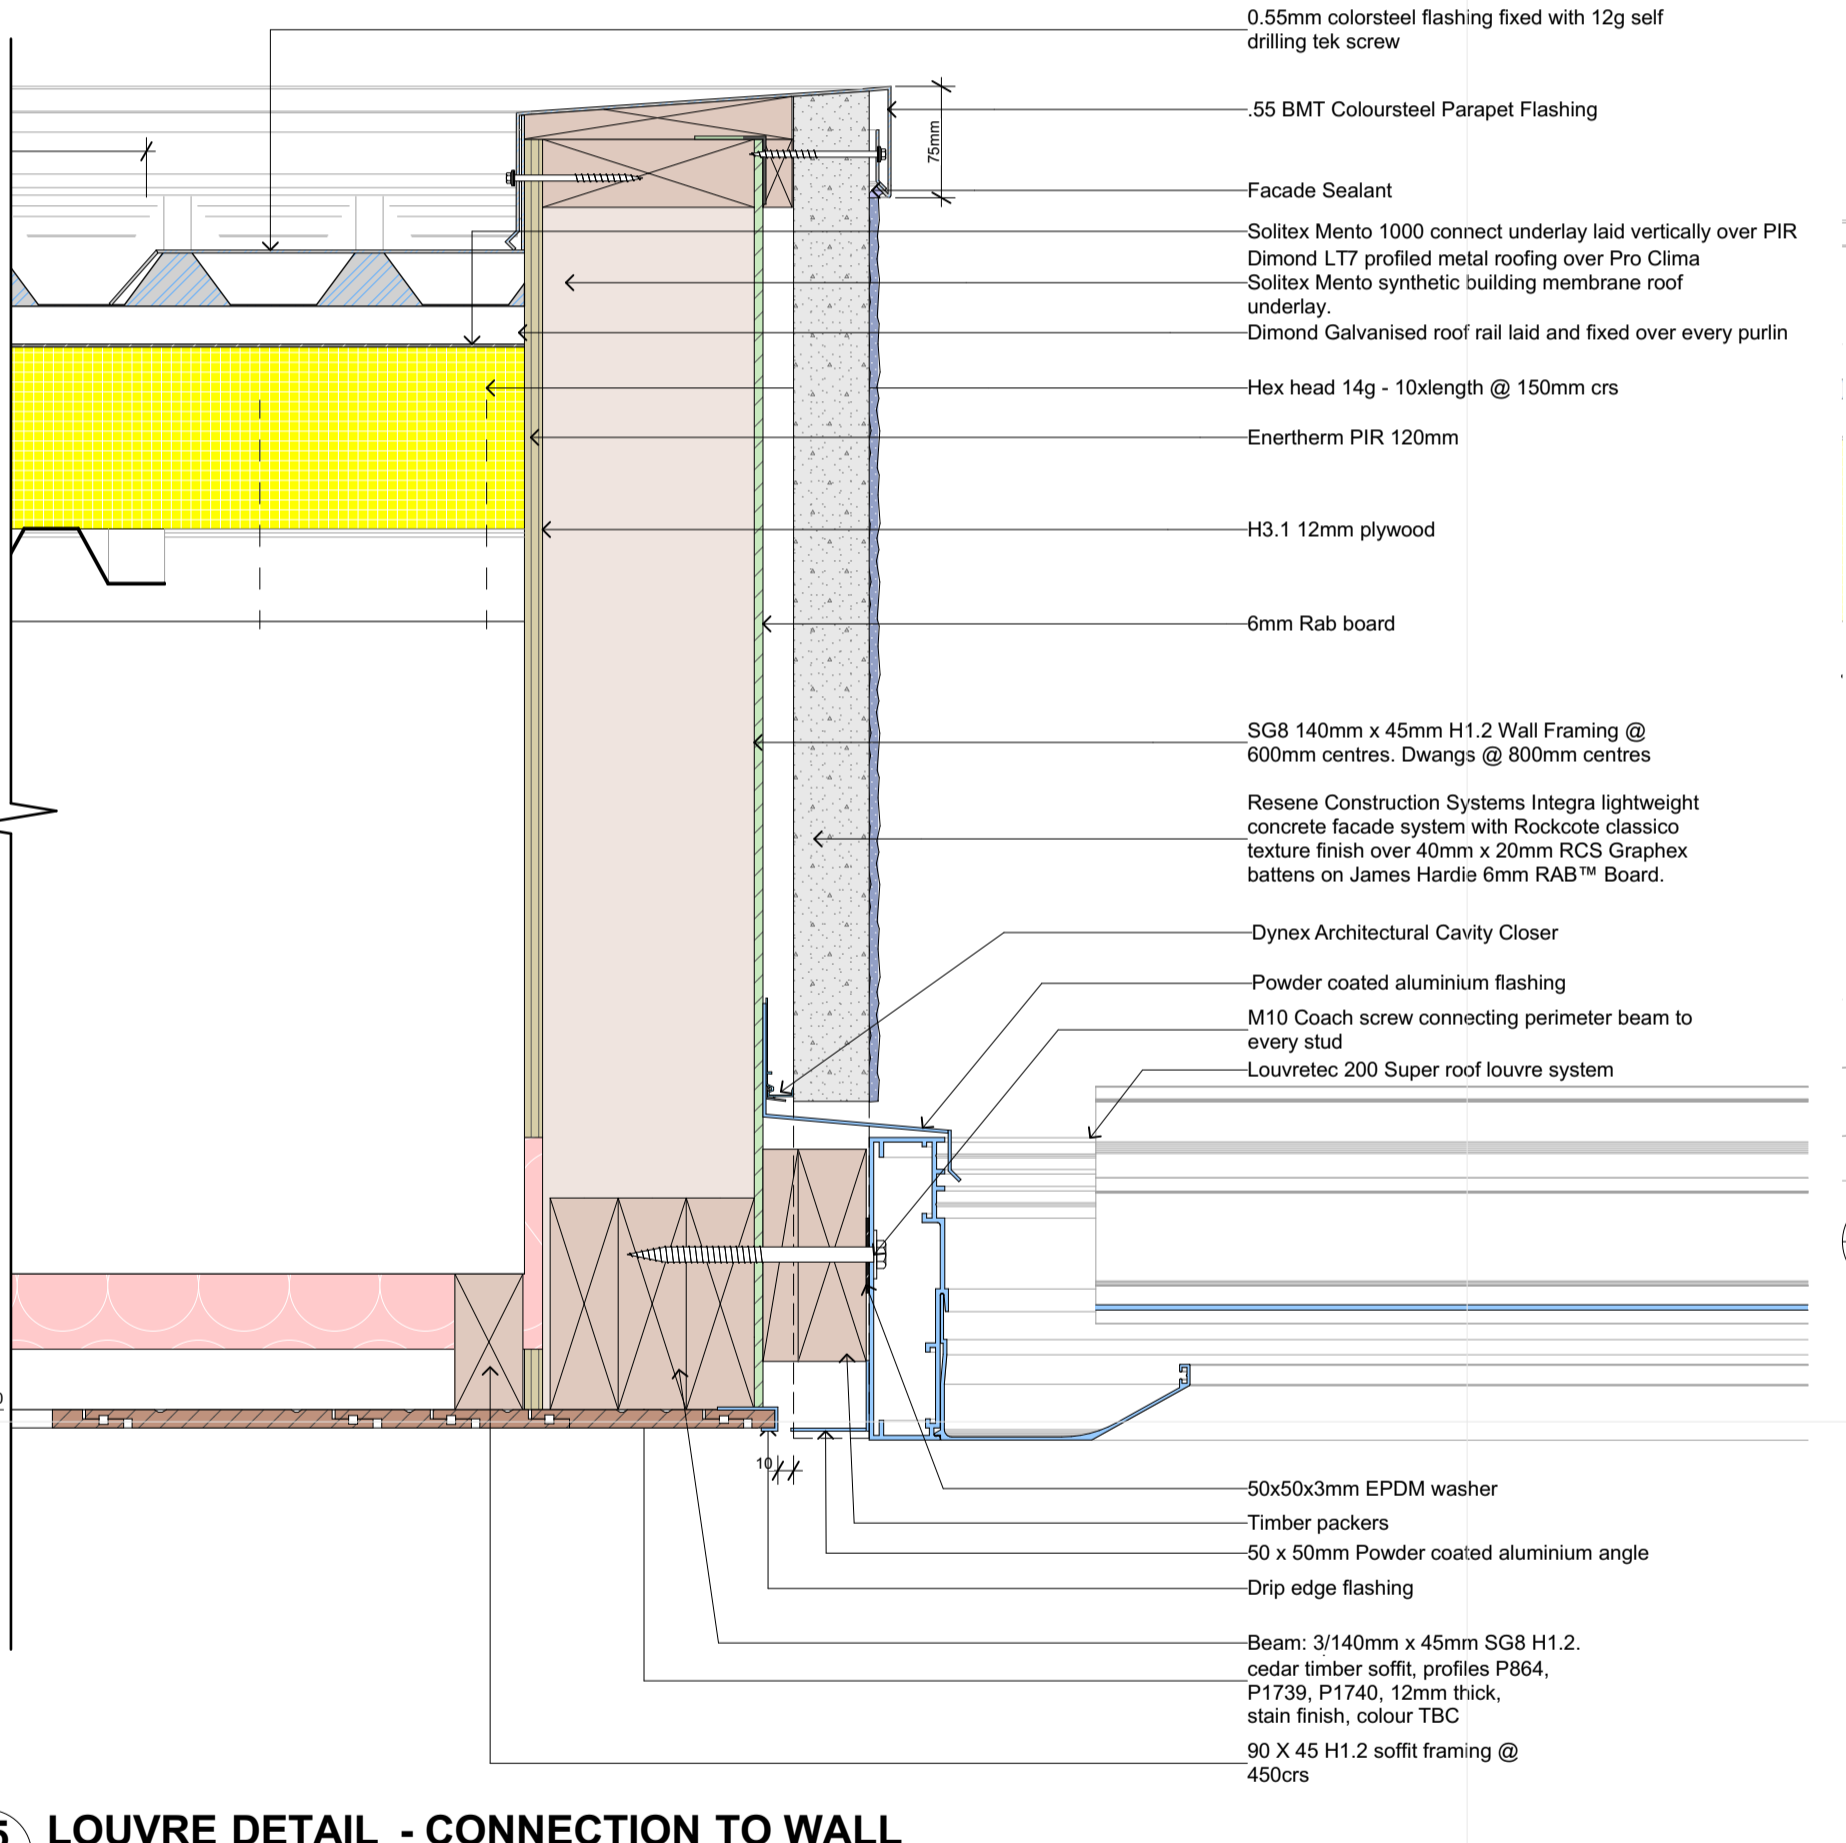 0.55mm colorsteel flashing fixed with 12g self
drilling tek screw
.55 BMT Coloursteel Parapet Flashing
75mm
Facade Sealant
Solitex Mento 1000 connect underlay laid vertically over PIR
Dimond LT7 profiled metal roofing over Pro Clima
Solitex Mento synthetic building membrane roof
underlay.
Dimond Galvanised roof rail laid and fixed over every purlin
Hex head 14g - 10xlength @ 150mm crs
Enertherm PIR 120mm
H3.1 12mm plywood
6mm Rab board
SG8 140mm x 45mm H1.2 Wall Framing @
600mm centres. Dwangs @ 800mm centres
Resene Construction Systems Integra lightweight
concrete facade system with Rockcote classico
texture finish over 40mm x 20mm RCS Graphex
battens on James Hardie 6mm RAB™ Board.
Dynex Architectural Cavity Closer
Powder coated aluminium flashing
M10 Coach screw connecting perimeter beam to
every stud
Louvretec 200 Super roof louvre system
10
50x50x3mm EPDM washer
Timber packers
50 x 50mm Powder coated aluminium angle
Drip edge flashing
Beam: 3/140mm x 45mm SG8 H1.2.
cedar timber soffit, profiles P864,
P1739, P1740, 12mm thick,
stain finish, colour TBC
90 X 45 H1.2 soffit framing @
450crs
5 LOUVRE DETAIL - CONNECTION TO WALL